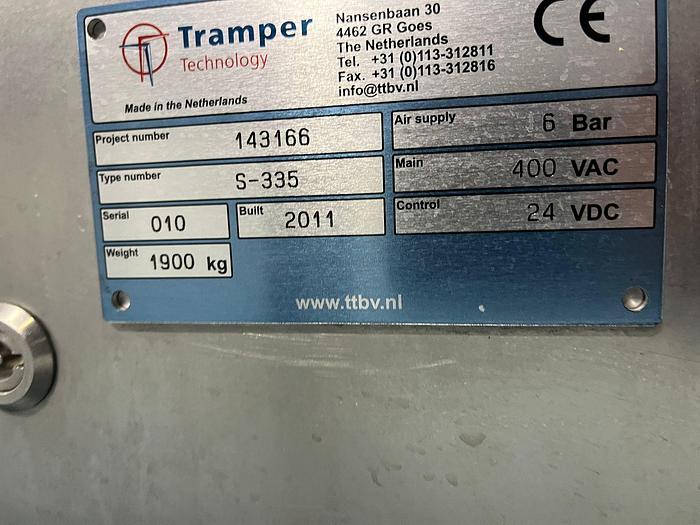 Tramper
Technology
Made in the Netherlands
Nansenbaan 30
4462 GR Goes
The Netherlands
Tel. +31 (0)113-312811
Fax. +31 (0)113-312816
info@ttbv.nl
CE
Project number 143166
Type number S-335
Serial 010 Built 2011
Weight 1900 kg
Air supply 6 Bar
Main 400 VAC
Control 24 VDC
www.ttbv.nl